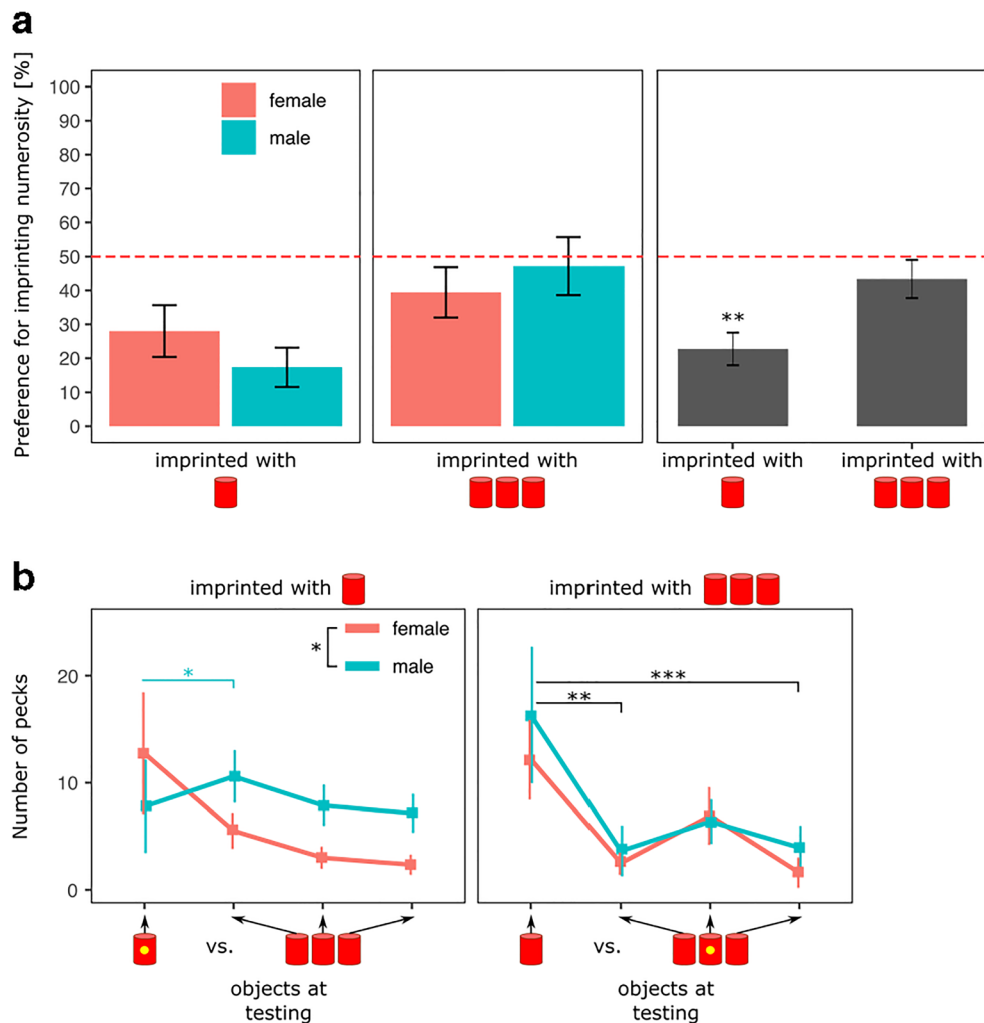 a
Preference for imprinting numerosity [%]
100
90
80
70
60
50
40
30
20
10
0
female
male
**
imprinted with
imprinted with
imprinted with
imprinted with
b
imprinted with
imprinted with
Number of pecks
20
10
0
female
*
male
*
***
**
vs.
vs.
objects at
testing
objects at
testing